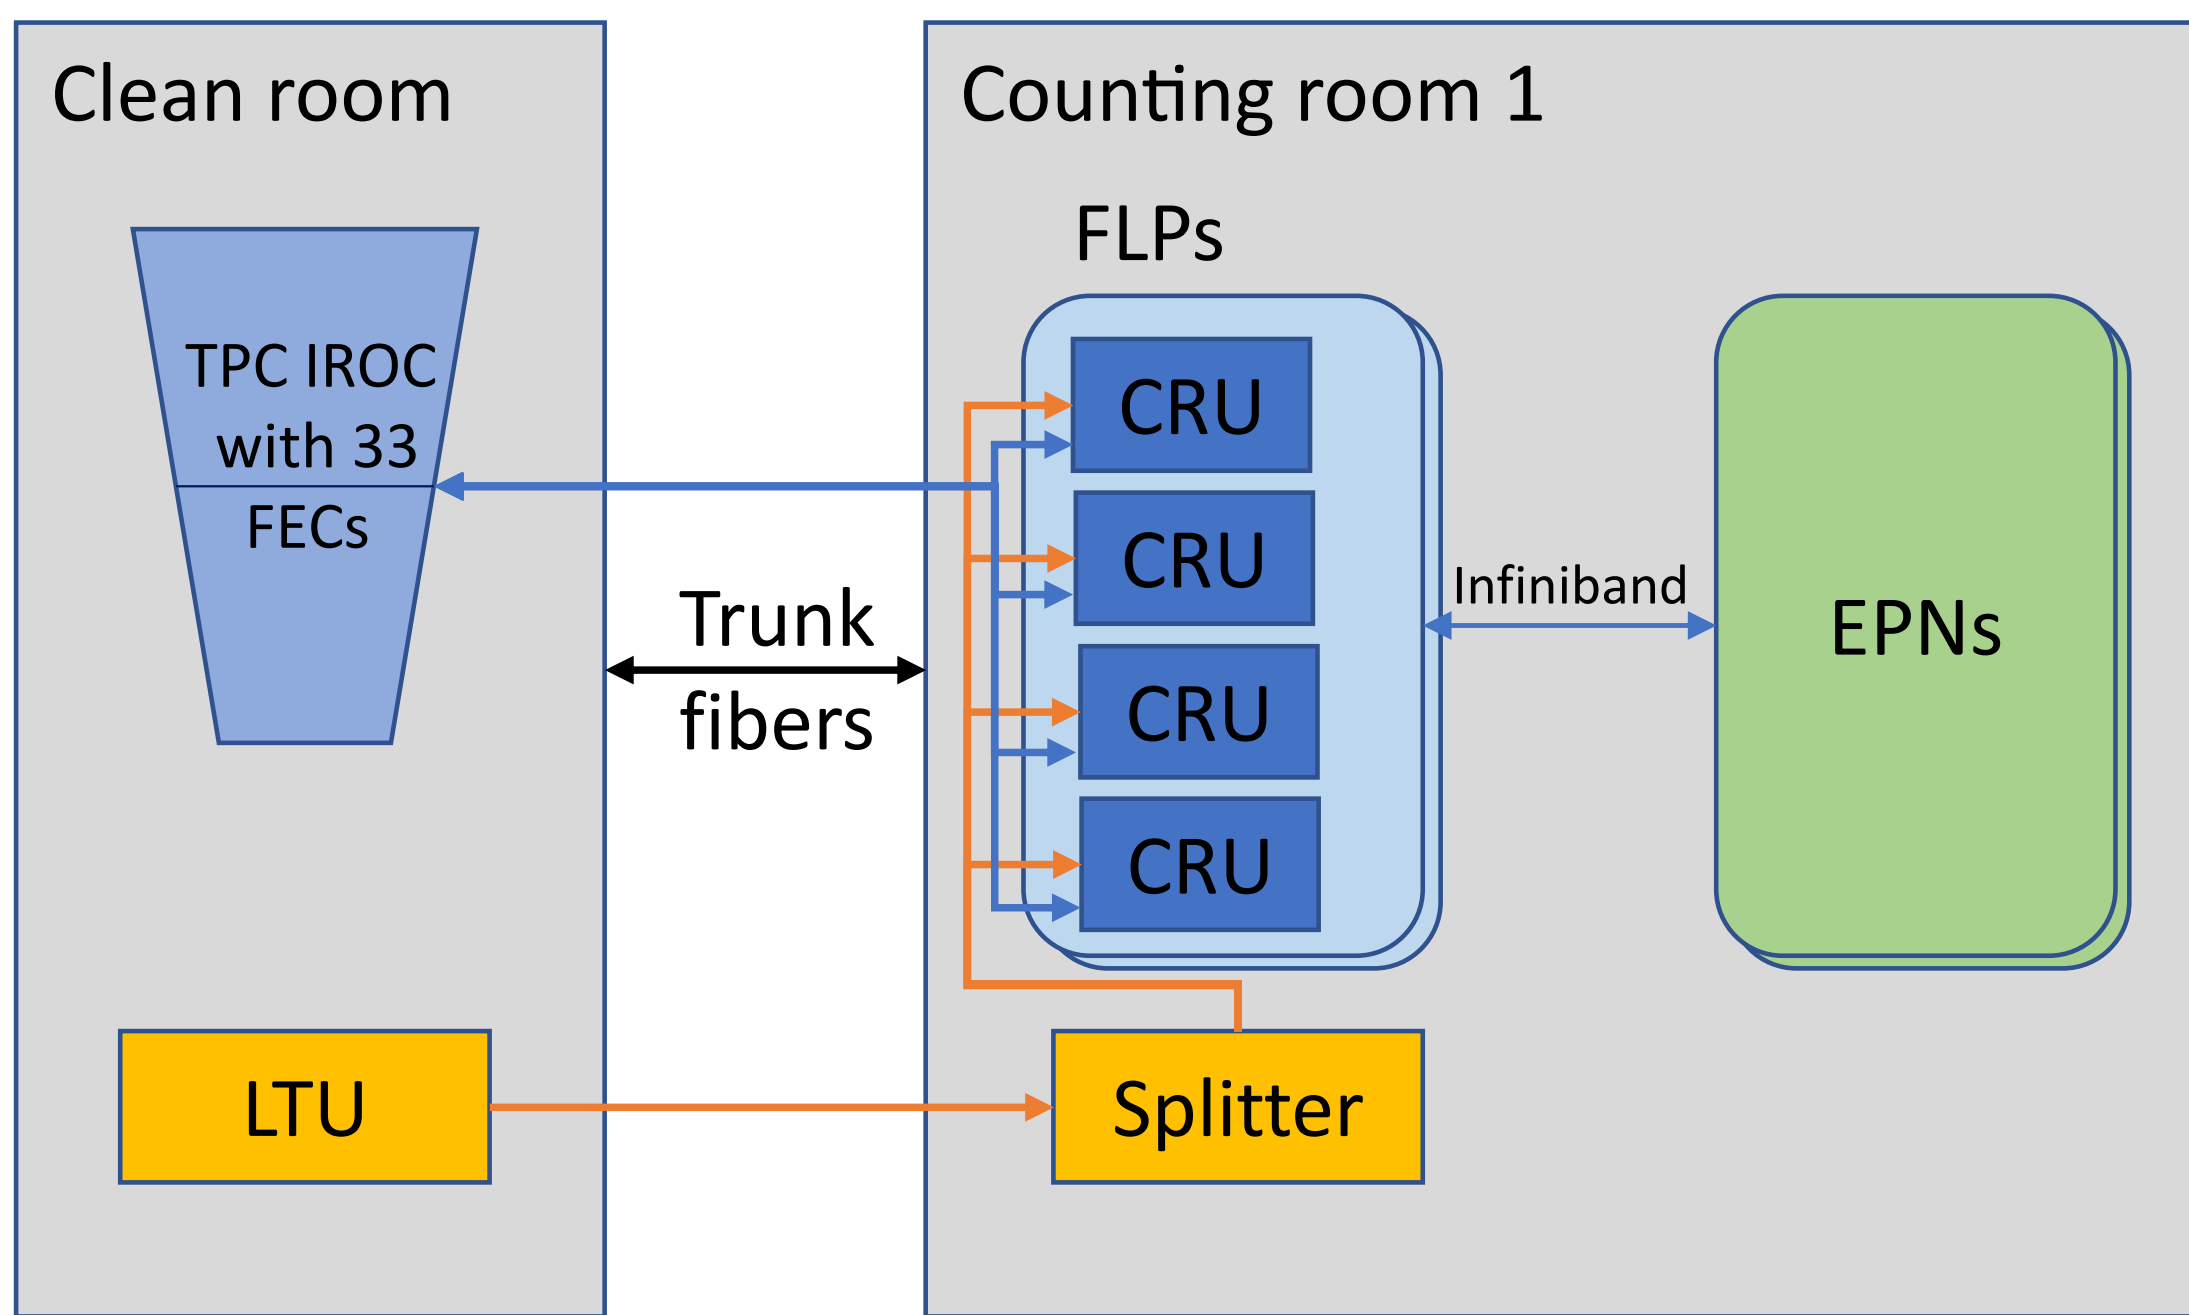 Clean room
TPC IROC
with 33
FECs
LTU
Trunk
fibers
Counting room 1
FLPs
CRU
CRU
CRU
CRU
Infiniband
EPNs
Splitter